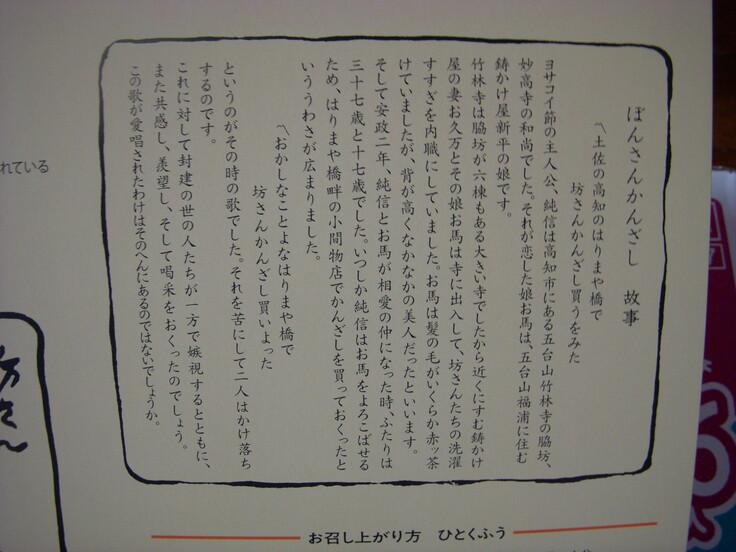 ぼんさんかんざし　故事
〽土佐の高知のはりまや橋で
坊さんかんざし買うをみた
ヨサコイ節の主人公、純信は高知市にある五台山竹林寺の脇坊、
妙高寺の和尚でした。それが恋した娘お馬は、五台山福浦に住む
鋳かけ屋新平の娘です。
竹林寺は脇坊が六棟もある大きい寺でしたから近くにすむ鋳かけ
屋の妻お久万とその娘お馬は寺に出入して、坊さんたちの洗濯
すすぎを内職にしていました。お馬は髪の毛がいくらか赤ッ茶
けていましたが、背が高くなかなかの美人だったといいます。
そして安政二年、純信とお馬が相愛の仲になった時、ふたりは
三十七歳と十七歳でした。いつしか純信はお馬をよろこばせる
ため、はりまや橋畔の小間物店でかんざしを買っておくったと
いううわさが広まりました。
〽おかしなことよなはりまや橋で
坊さんかんざし買いよった
というのがその時の歌でした。それを苦にして二人はかけ落ち
するのです。
これに対して封建の世の人たちが一方で嫉視するとともに、
また共感し、羨望し、そして喝采をおくったのでしょう。
この歌が愛唱されたわけはそのへんにあるのではないでしょうか。
れている
坊さん
お召し上がり方　ひとくふう